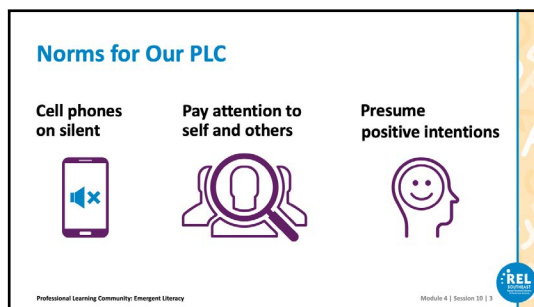 Norms for Our PLC
Cell phones
on silent
Pay attention to
self and others
Presume
positive intentions
Professional Learning Community: Emergent Literacy
Module 4 | Session 10 | 3
REL
SOUTHEAST